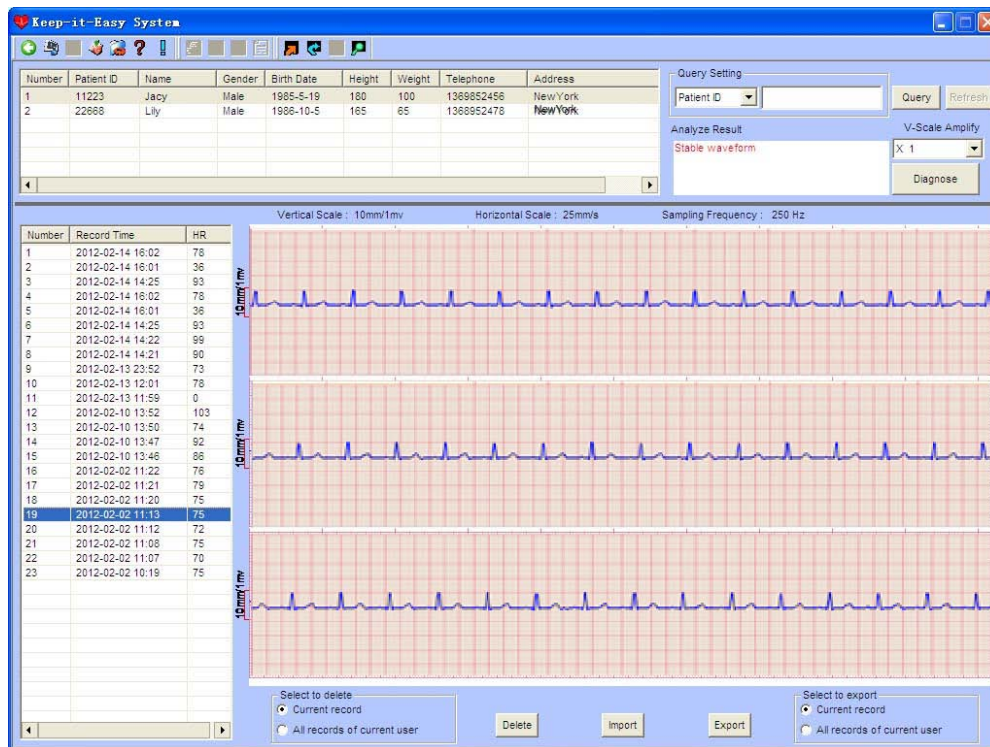 Keep-it-Easy System
Number Patient ID Name Gender Birth Date Height Weight Telephone Address
1 11223 Jacy Male 1985-5-19 180 100 1369852456 NewYork
2 22668 Lily Male 1986-10-5 165 65 1368952478 NewYork
Query Setting
Patient ID Query Refresh
Analyze Result V-Scale Amplify
Stable waveform X 1
Diagnose
Vertical Scale : 10mm/1mv Horizontal Scale : 25mm/s Sampling Frequency : 250 Hz
Number Record Time HR
1 2012-02-14 16:02 78
2 2012-02-14 16:01 36
3 2012-02-14 14:25 93
4 2012-02-14 16:02 78
5 2012-02-14 16:01 36
6 2012-02-14 14:25 93
7 2012-02-14 14:22 99
8 2012-02-14 14:21 90
9 2012-02-13 23:52 73
10 2012-02-13 12:01 78
11 2012-02-13 11:59 0
12 2012-02-10 13:52 103
13 2012-02-10 13:50 74
14 2012-02-10 13:47 92
15 2012-02-10 13:46 86
16 2012-02-02 11:22 76
17 2012-02-02 11:21 79
18 2012-02-02 11:20 75
19 2012-02-02 11:13 75
20 2012-02-02 11:12 72
21 2012-02-02 11:08 75
22 2012-02-02 11:07 70
23 2012-02-02 10:19 75
10mm/1mv
10mm/1mv
10mm/1mv
Select to delete
Current record
All records of current user
Delete Import Export
Select to export
Current record
All records of current user